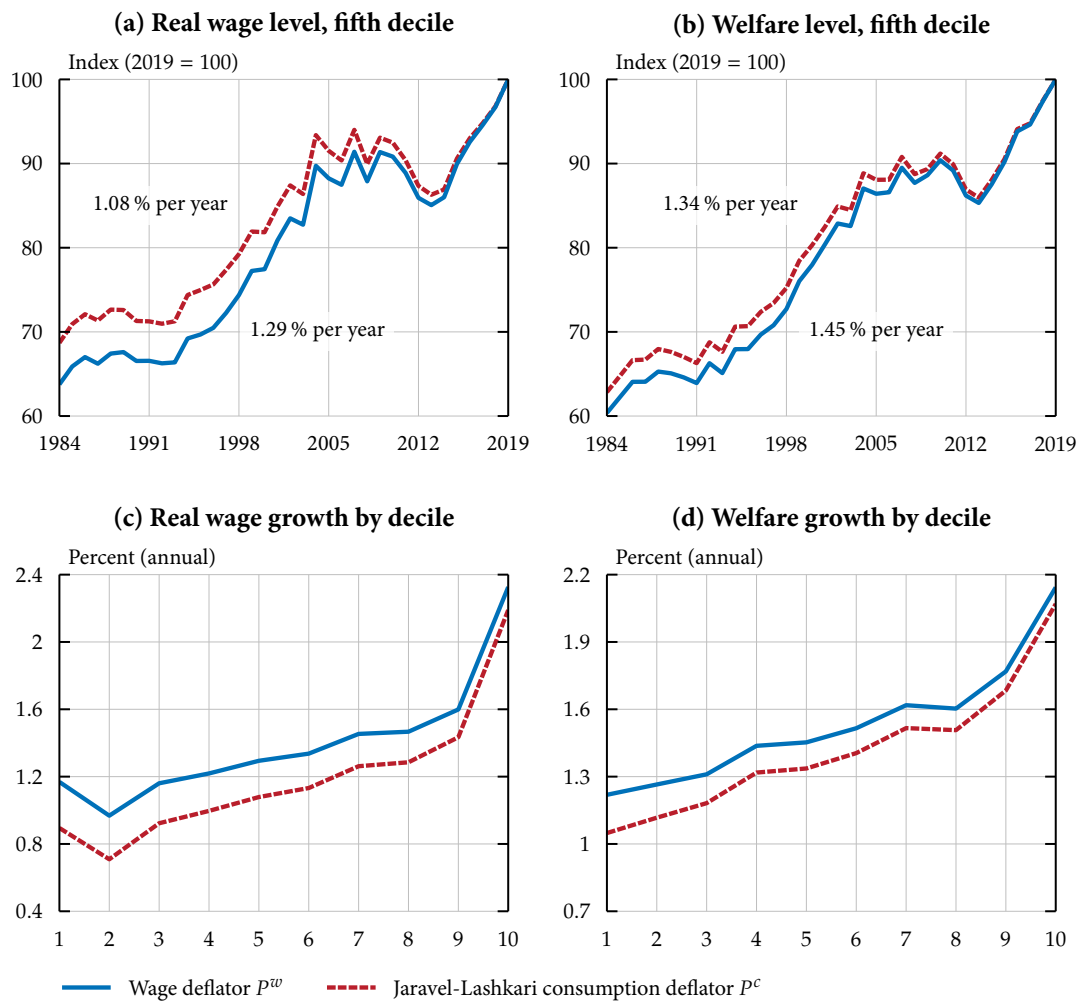 (a) Real wage level, fifth decile
Index (2019 = 100)
100
90
80
70
60
1.08 % per year
1.29 % per year
1984 1991 1998 2005 2012 2019
(b) Welfare level, fifth decile
Index (2019 = 100)
100
90
80
70
60
1.34 % per year
1.45 % per year
1984 1991 1998 2005 2012 2019
(c) Real wage growth by decile
Percent (annual)
2.4
2
1.6
1.2
0.8
0.4
1 2 3 4 5 6 7 8 9 10
(d) Welfare growth by decile
Percent (annual)
2.2
1.9
1.6
1.3
1
0.7
1 2 3 4 5 6 7 8 9 10
Wage deflator P^w
Jaravel-Lashkari consumption deflator P^c